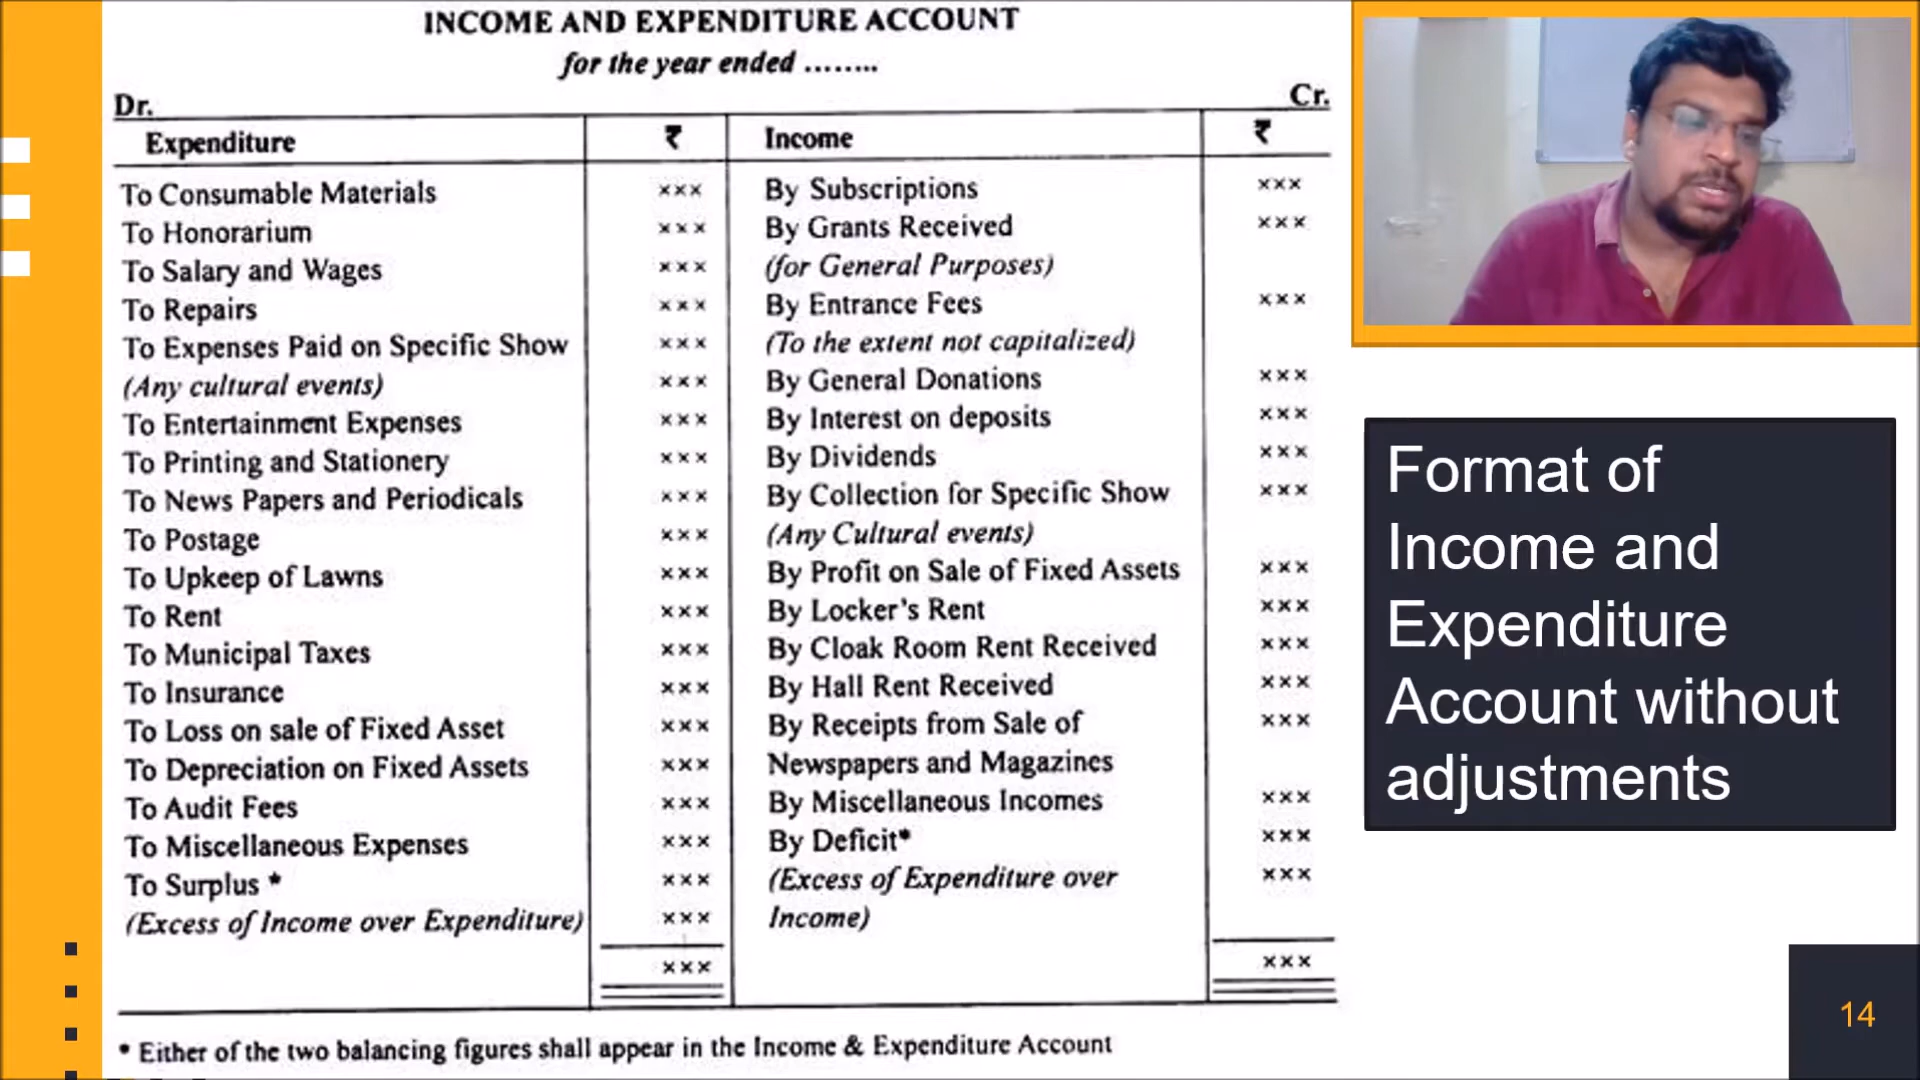 INCOME AND EXPENDITURE ACCOUNT
for the year ended ........
Dr. Cr.
Expenditure ₹ Income ₹
To Consumable Materials ××× By Subscriptions ×××
To Honorarium ××× By Grants Received ×××
To Salary and Wages ××× (for General Purposes)
To Repairs ××× By Entrance Fees ×××
To Expenses Paid on Specific Show ××× (To the extent not capitalized)
(Any cultural events) ××× By General Donations ×××
To Entertainment Expenses ××× By Interest on deposits ×××
To Printing and Stationery ××× By Dividends ×××
To News Papers and Periodicals ××× By Collection for Specific Show ×××
To Postage ××× (Any Cultural events)
To Upkeep of Lawns ××× By Profit on Sale of Fixed Assets ×××
To Rent ××× By Locker's Rent ×××
To Municipal Taxes ××× By Cloak Room Rent Received ×××
To Insurance ××× By Hall Rent Received ×××
To Loss on sale of Fixed Asset ××× By Receipts from Sale of ×××
To Depreciation on Fixed Assets ××× Newspapers and Magazines
To Audit Fees ××× By Miscellaneous Incomes ×××
To Miscellaneous Expenses ××× By Deficit* ×××
To Surplus * ××× (Excess of Expenditure over ×××
(Excess of Income over Expenditure) ××× Income)
××× ×××
* Either of the two balancing figures shall appear in the Income & Expenditure Account
Format of
Income and
Expenditure
Account without
adjustments
14